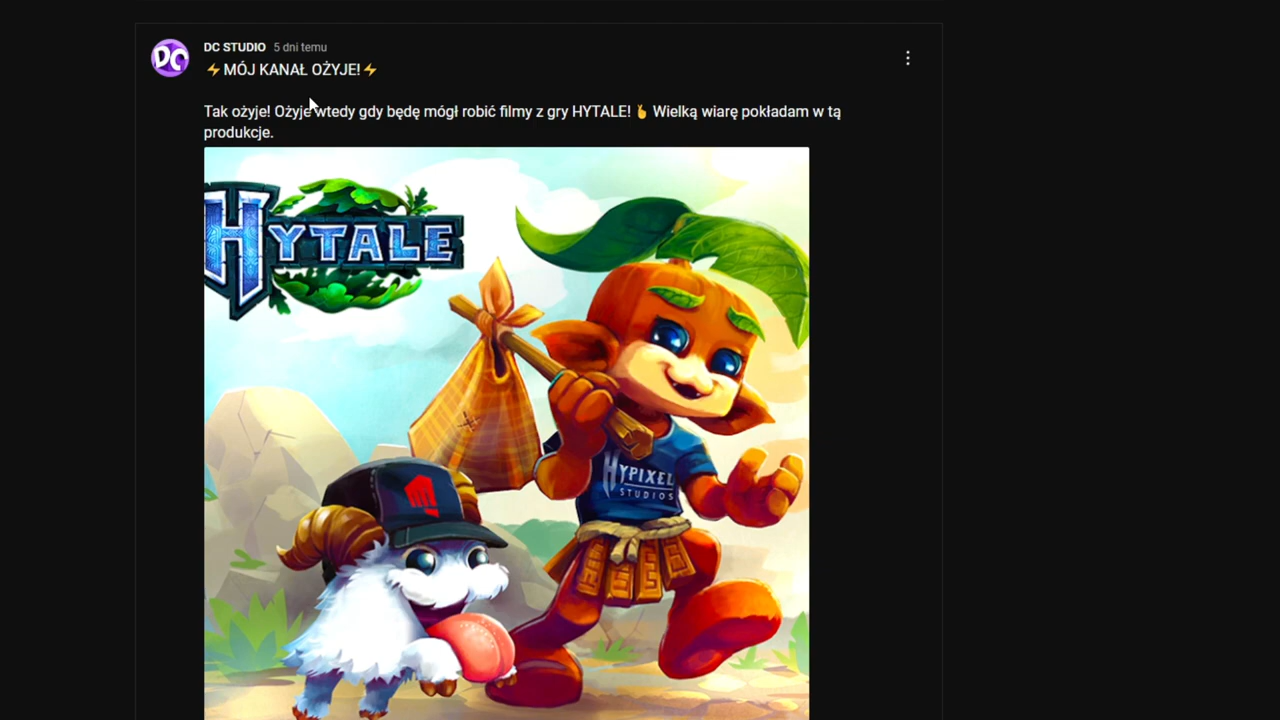 DC
DC STUDIO 5 dni temu
⚡MÓJ KANAŁ OŻYJE!⚡
Tak ożyje! Ożyje wtedy gdy będę mógł robić filmy z gry HYTALE!🫰 Wielką wiarę pokładam w tą
produkcje.
HYTALE
HYPIXEL
STUDIOS